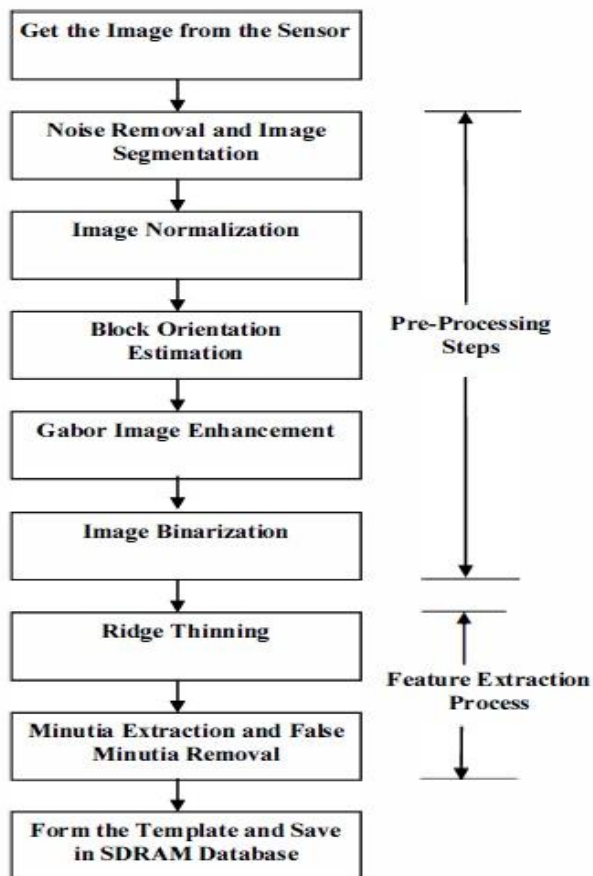 Get the Image from the Sensor
Noise Removal and Image
Segmentation
Image Normalization
Block Orientation
Estimation
Gabor Image Enhancement
Image Binarization
Ridge Thinning
Minutia Extraction and False
Minutia Removal
Form the Template and Save
in SDRAM Database
Pre-Processing
Steps
Feature Extraction
Process